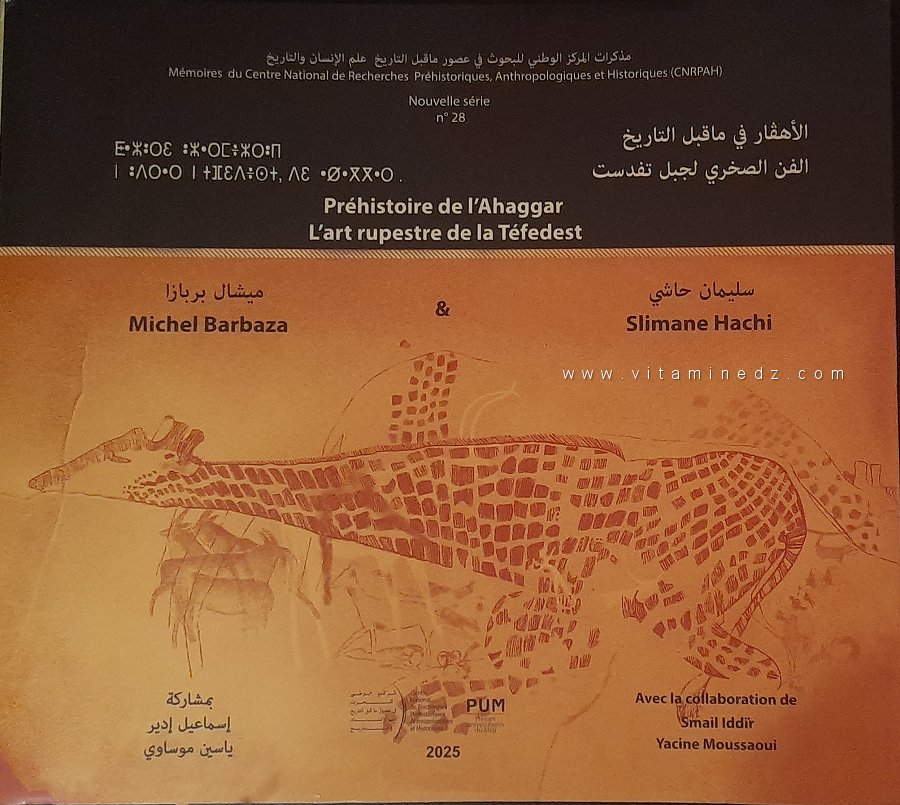 مذكرات المركز الوطني للبحوث في عصور ماقبل التاريخ علم الإنسان والتاريخ
Mémoires du Centre National de Recherches Préhistoriques, Anthropologiques et Historiques (CNRPAH)
Nouvelle série
n° 28
الأهڤار في ماقبل التاريخ
الفن الصخري لجبل تفدست
Préhistoire de l'Ahaggar
L'art rupestre de la Téfedest
ميشال بربازا
Michel Barbaza
&
سليمان حاشي
Slimane Hachi
www.vitaminedz.com
بمشاركة
إسماعيل إدير
ياسين موساوي
PUM
2025
Avec la collaboration de
Smail Iddir
Yacine Moussaoui